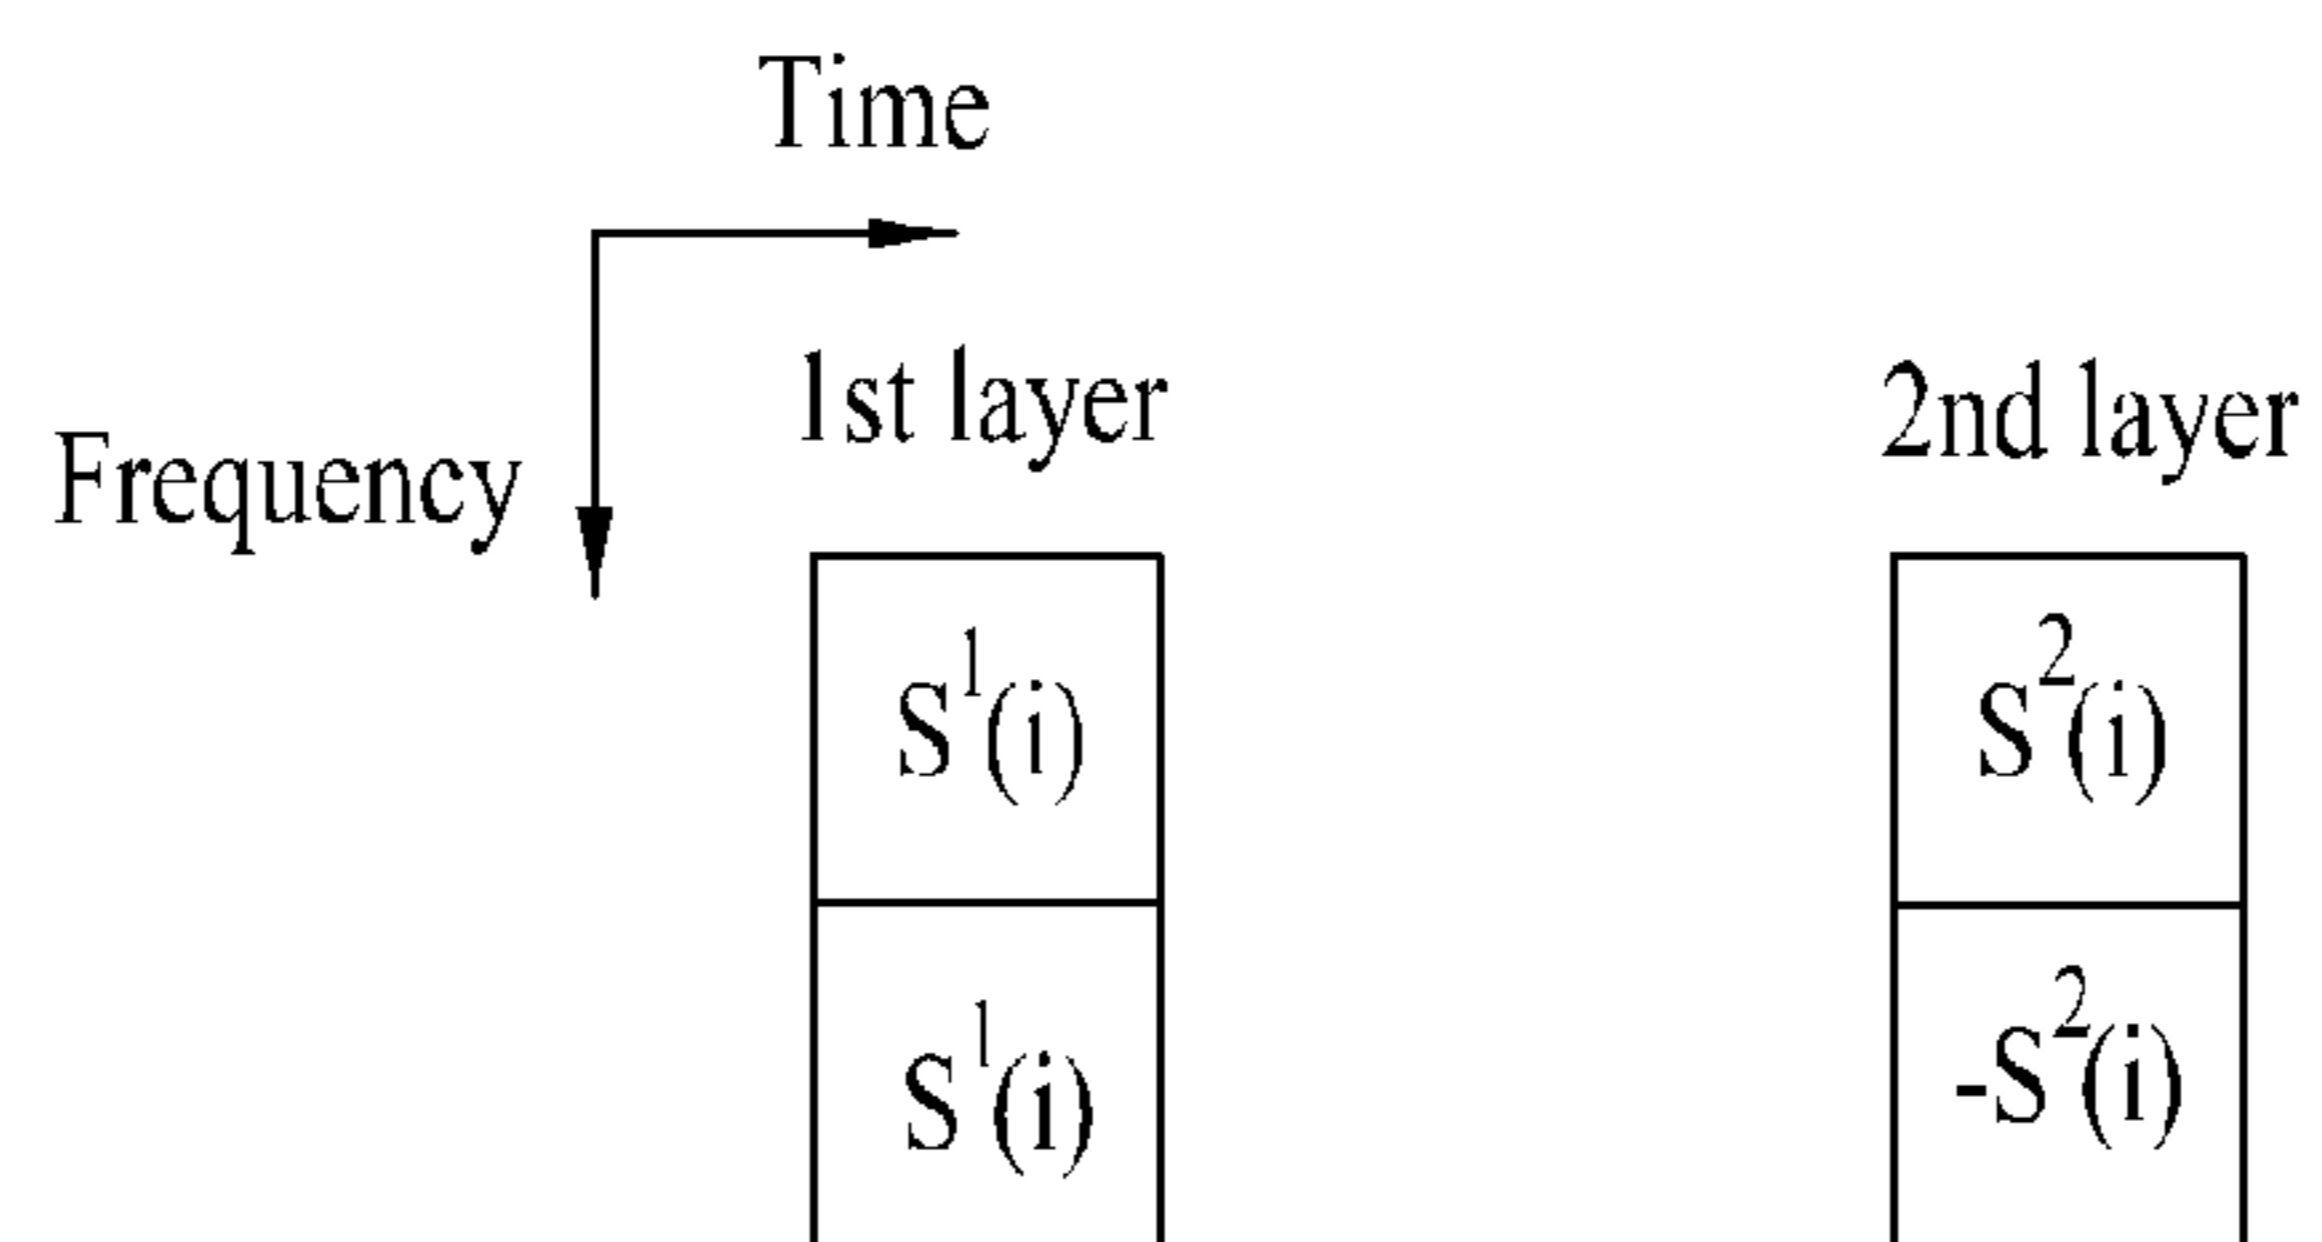 Time
Frequency
1st layer
2nd layer
S¹(i)
S²(i)
S¹(i)
-S²(i)